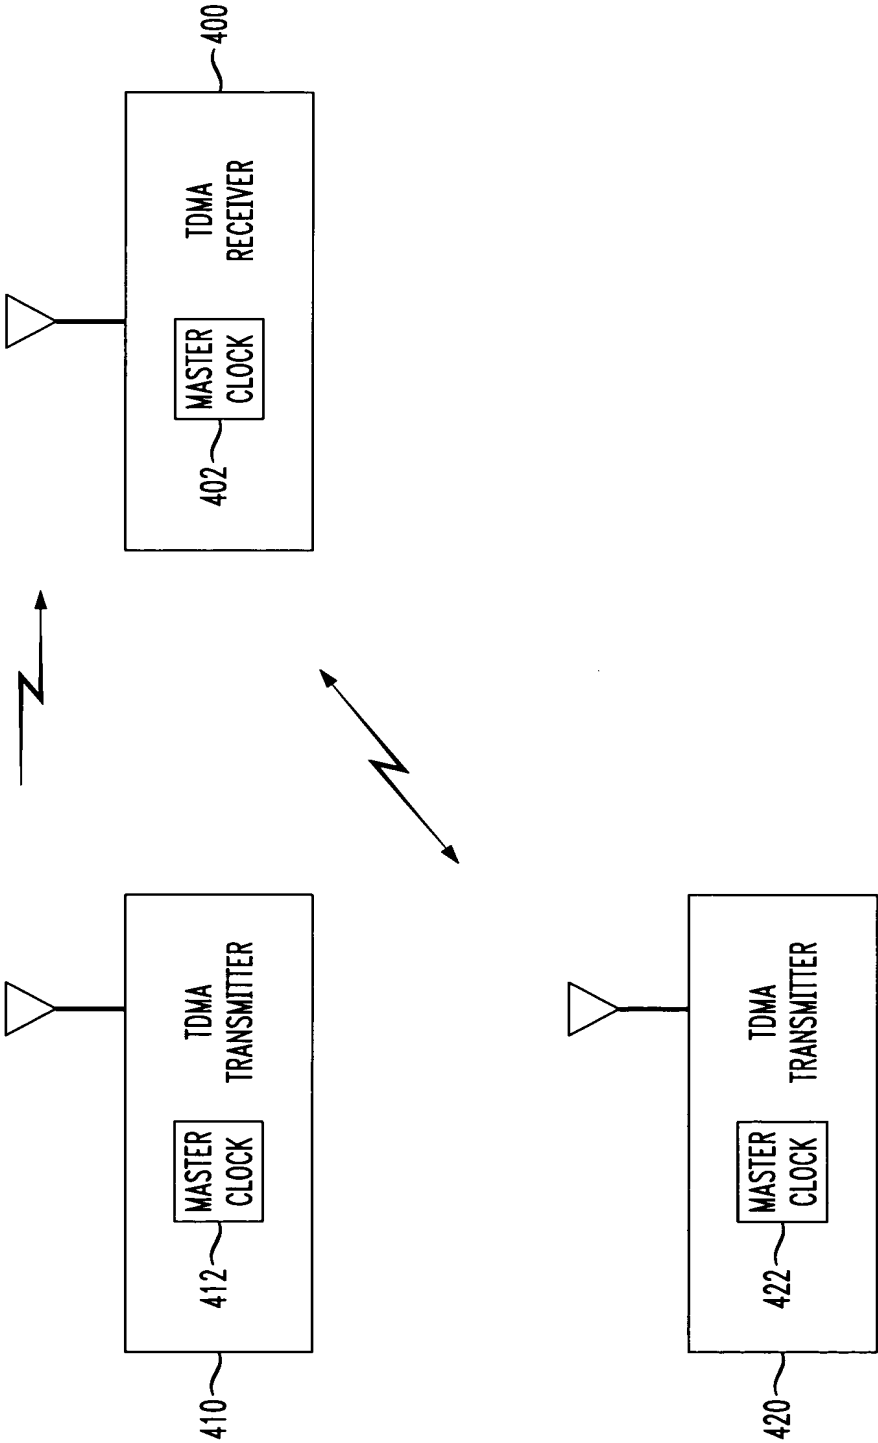 410
412
MASTER
CLOCK
TDMA
TRANSMITTER
402
MASTER
CLOCK
TDMA
RECEIVER
400
420
422
MASTER
CLOCK
TDMA
TRANSMITTER